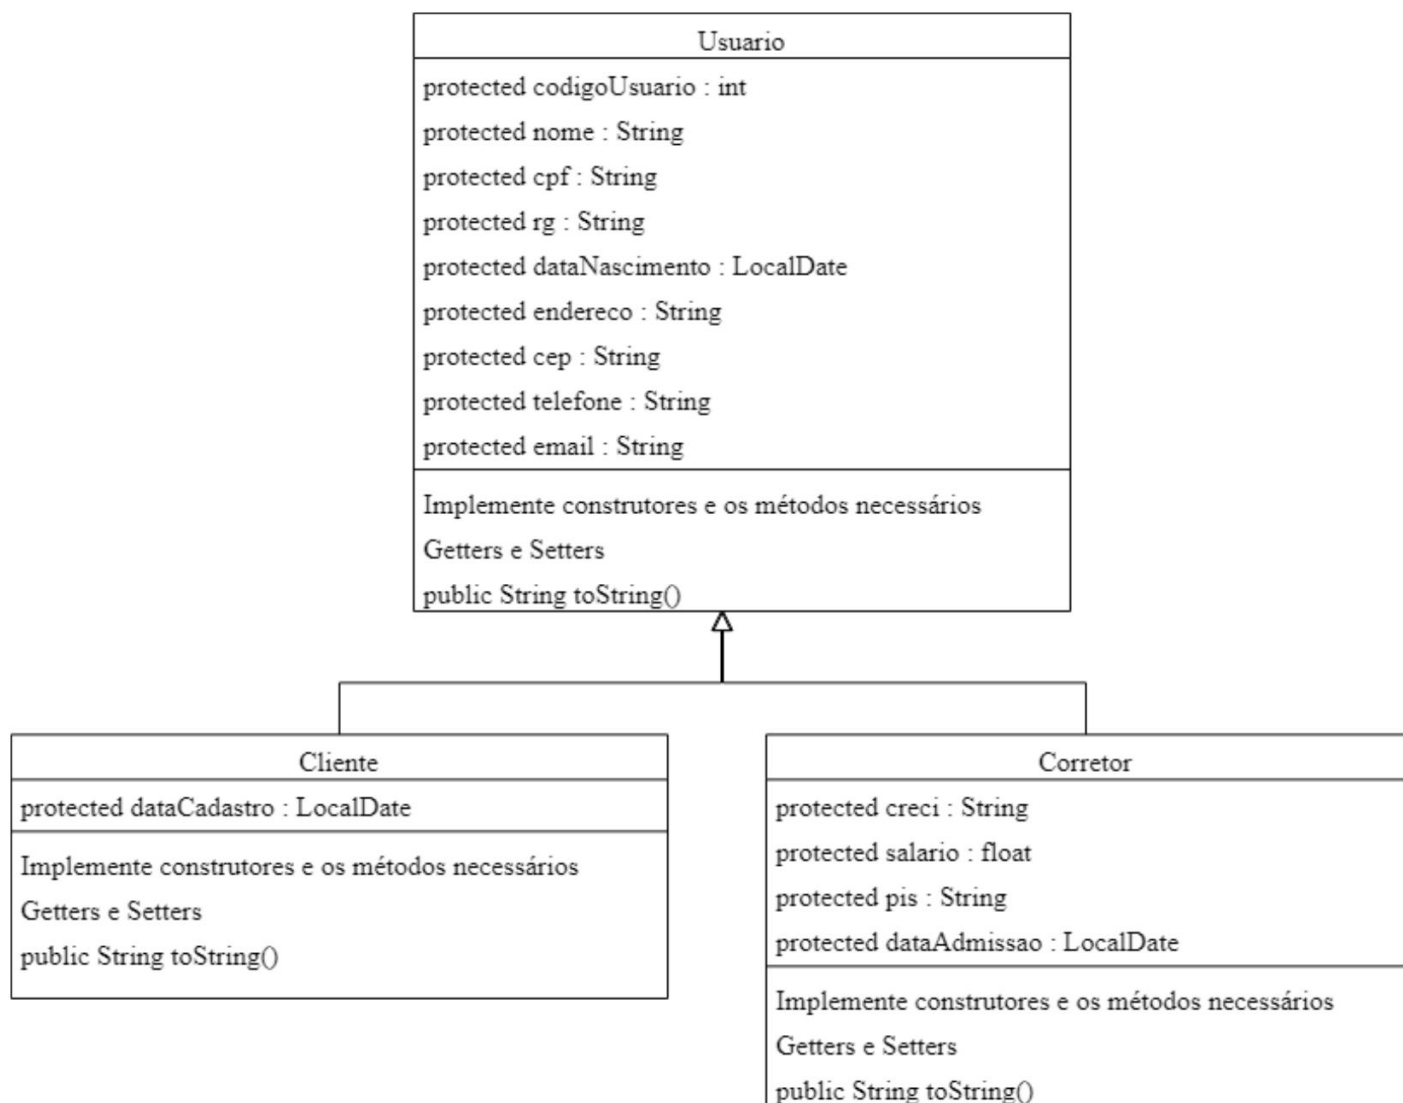 Usuario
protected codigoUsuario : int
protected nome : String
protected cpf : String
protected rg : String
protected dataNascimento : LocalDate
protected endereco : String
protected cep : String
protected telefone : String
protected email : String
Implemente construtores e os métodos necessários
Getters e Setters
public String toString()
Cliente
protected dataCadastro : LocalDate
Implemente construtores e os métodos necessários
Getters e Setters
public String toString()
Corretor
protected creci : String
protected salario : float
protected pis : String
protected dataAdmissao : LocalDate
Implemente construtores e os métodos necessários
Getters e Setters
public String toString()